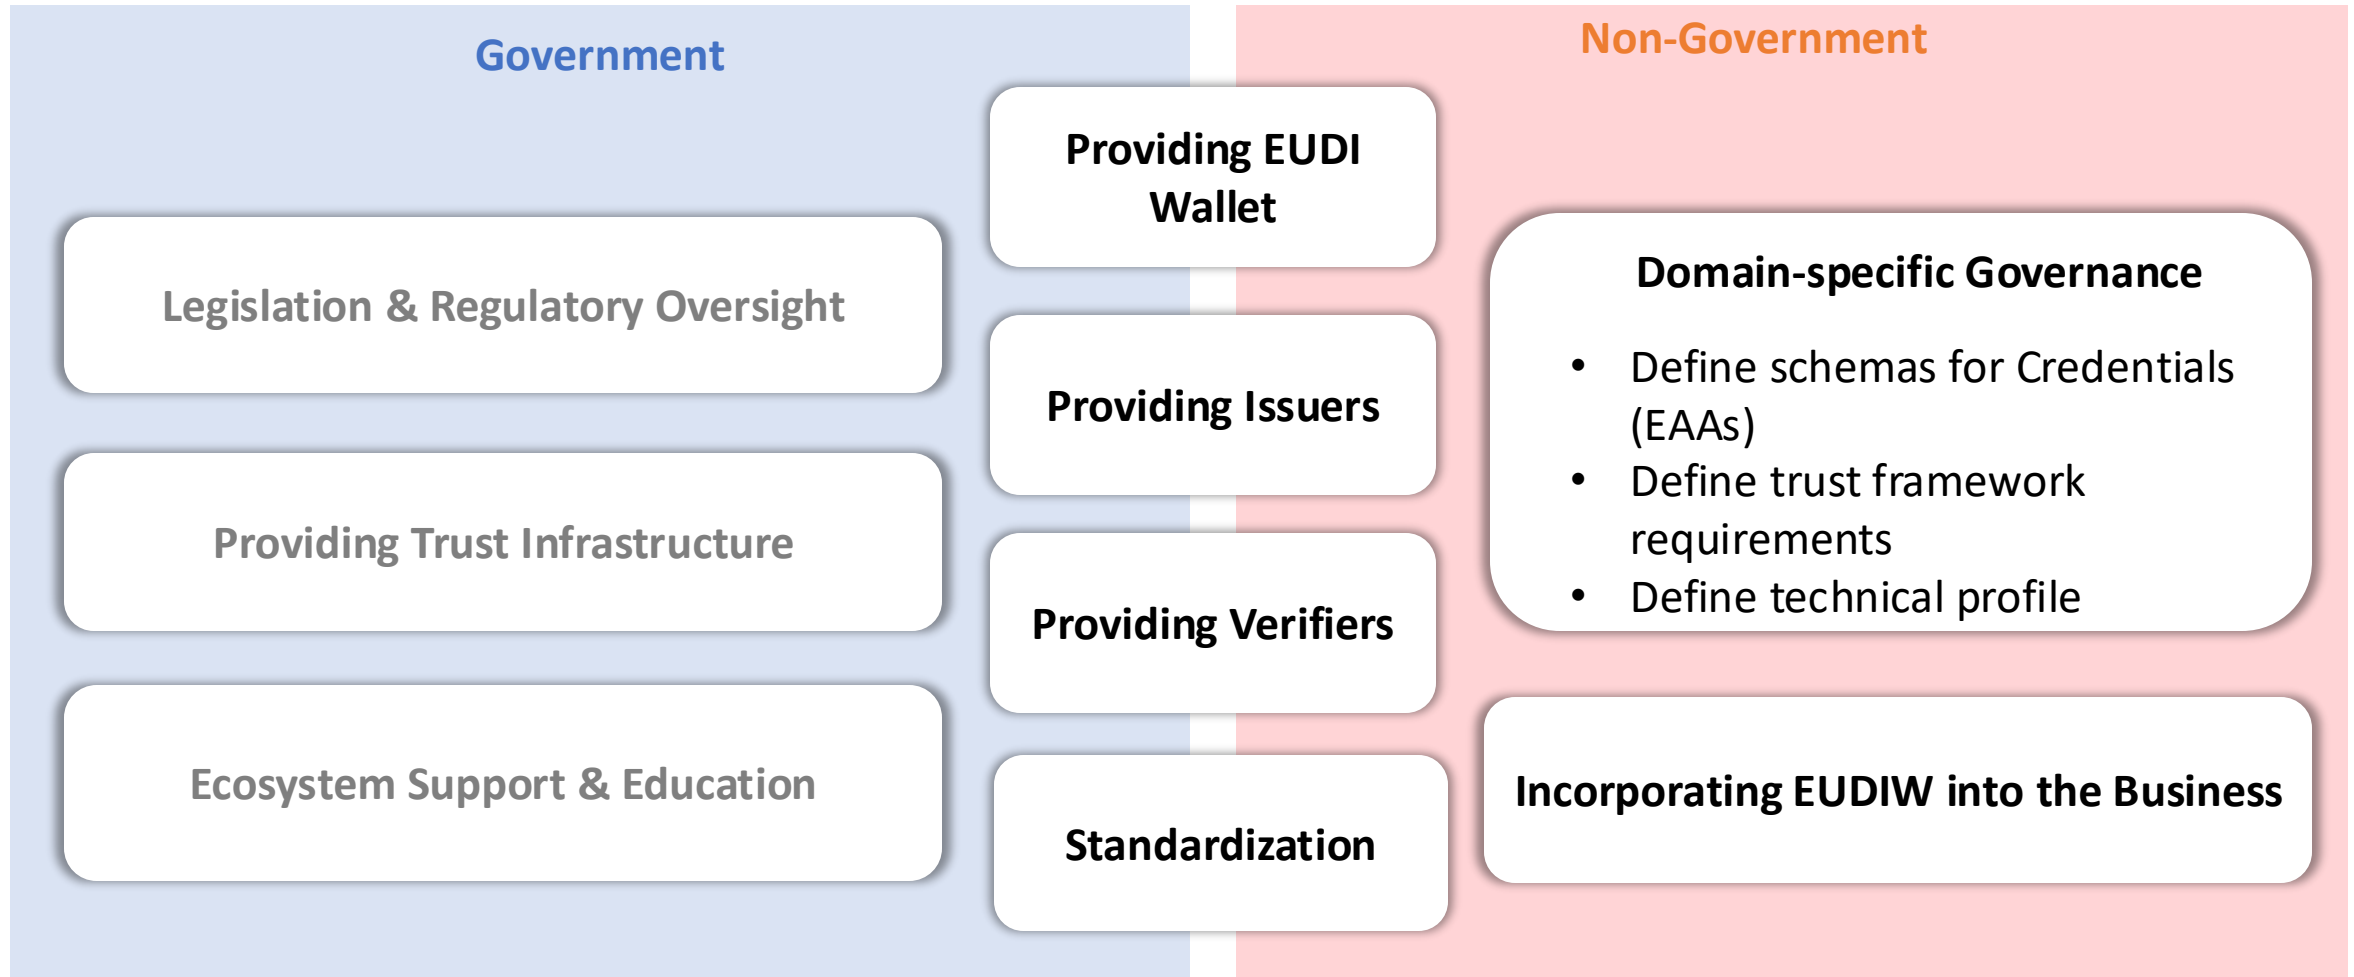 Government
Non-Government
Legislation & Regulatory Oversight
Providing Trust Infrastructure
Ecosystem Support & Education
Providing EUDI
Wallet
Providing Issuers
Providing Verifiers
Standardization
Domain-specific Governance
• Define schemas for Credentials
(EAAs)
• Define trust framework
requirements
• Define technical profile
Incorporating EUDIW into the Business